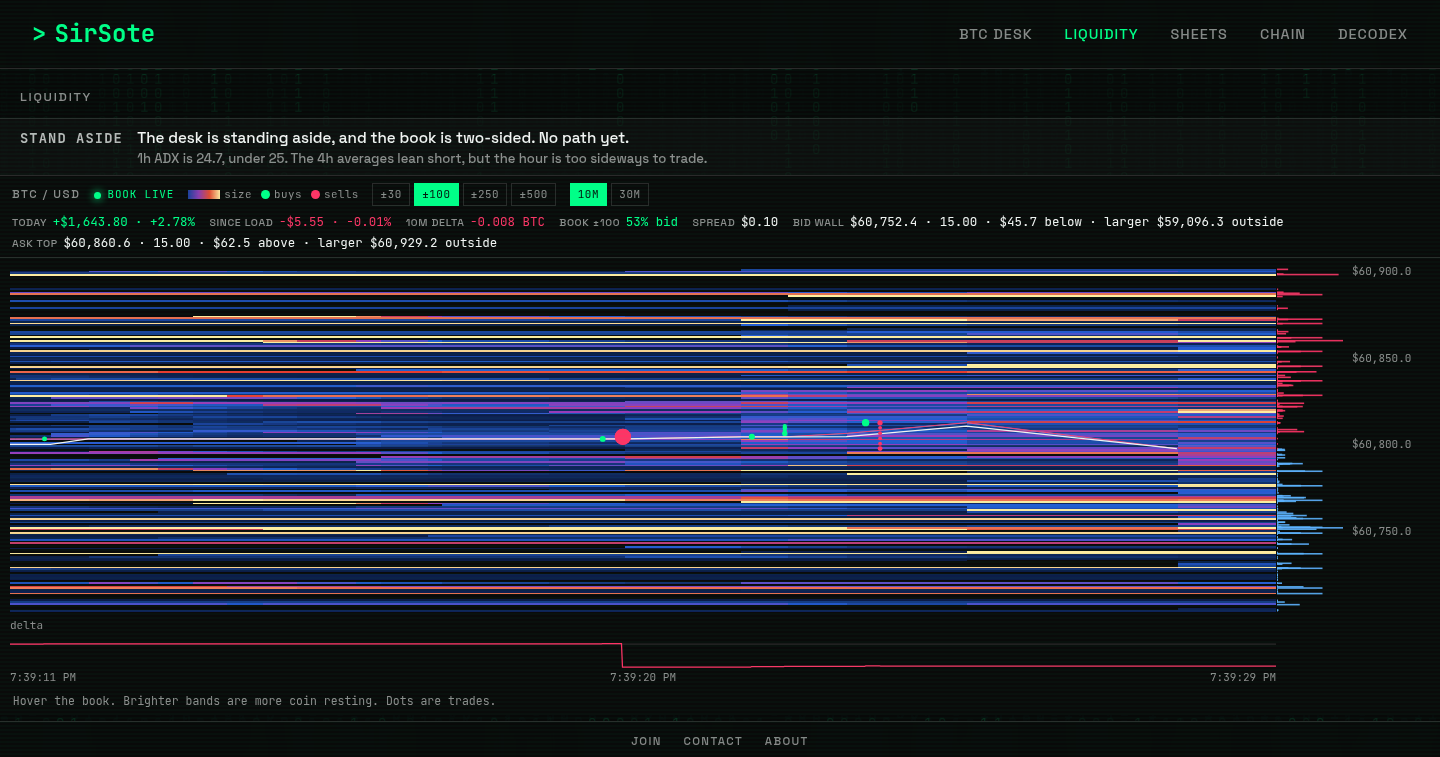 > SirSote
BTC DESK LIQUIDITY SHEETS CHAIN DECODEX
LIQUIDITY
STAND ASIDE The desk is standing aside, and the book is two-sided. No path yet.
1h ADX is 24.7, under 25. The 4h averages lean short, but the hour is too sideways to trade.
BTC / USD BOOK LIVE size buys sells ±30 ±100 ±250 ±500 10M 30M
TODAY +$1,643.80 · +2.78% SINCE LOAD -$5.55 · -0.01% 10M DELTA -0.008 BTC BOOK ±100 53% bid SPREAD $0.10 BID WALL $60,752.4 · 15.00 · $45.7 below · larger $59,096.3 outside
ASK TOP $60,860.6 · 15.00 · $62.5 above · larger $60,929.2 outside
$60,900.0
$60,850.0
$60,800.0
$60,750.0
delta
7:39:11 PM 7:39:20 PM 7:39:29 PM
Hover the book. Brighter bands are more coin resting. Dots are trades.
JOIN CONTACT ABOUT